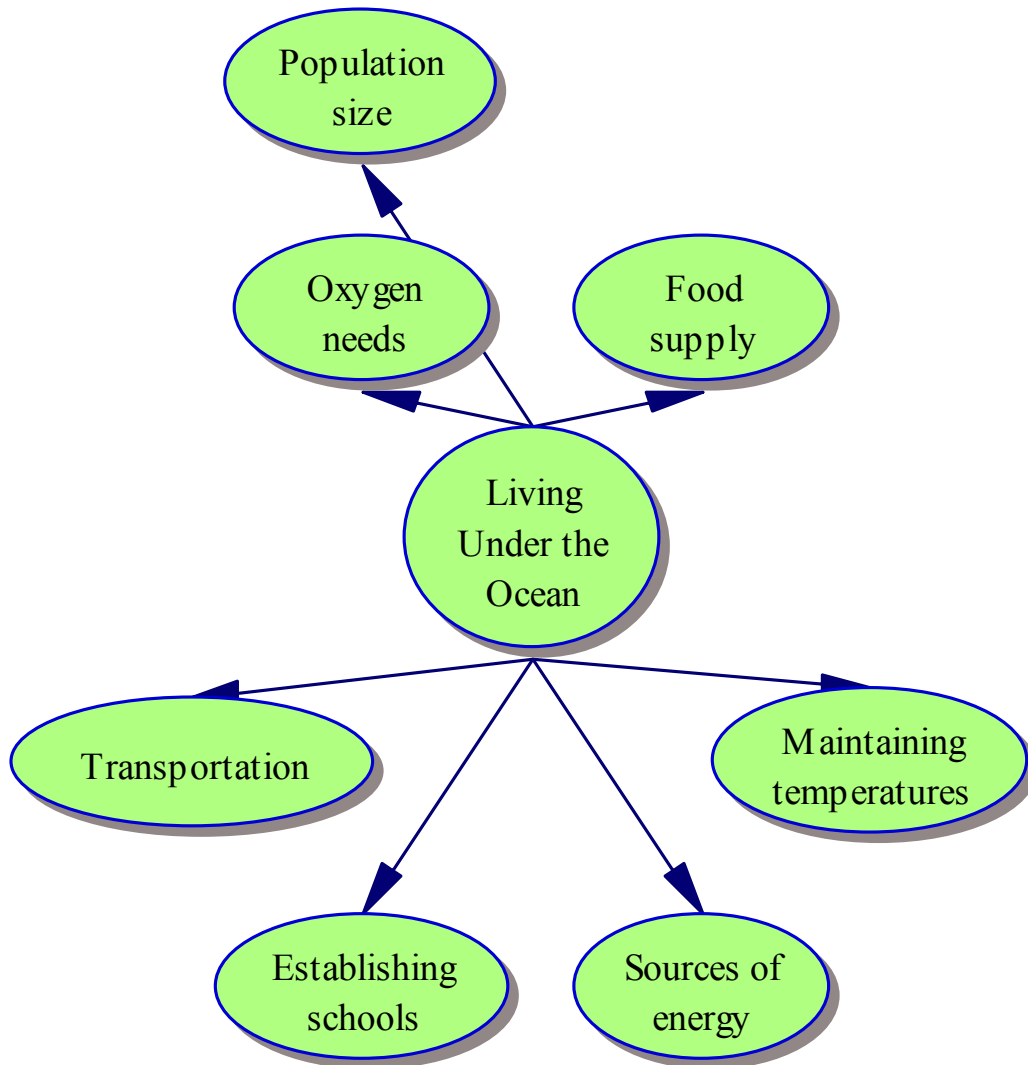 Population
size
Oxygen
needs
Food
supply
Living
Under the
Ocean
Transportation
Maintaining
temperatures
Establishing
schools
Sources of
energy